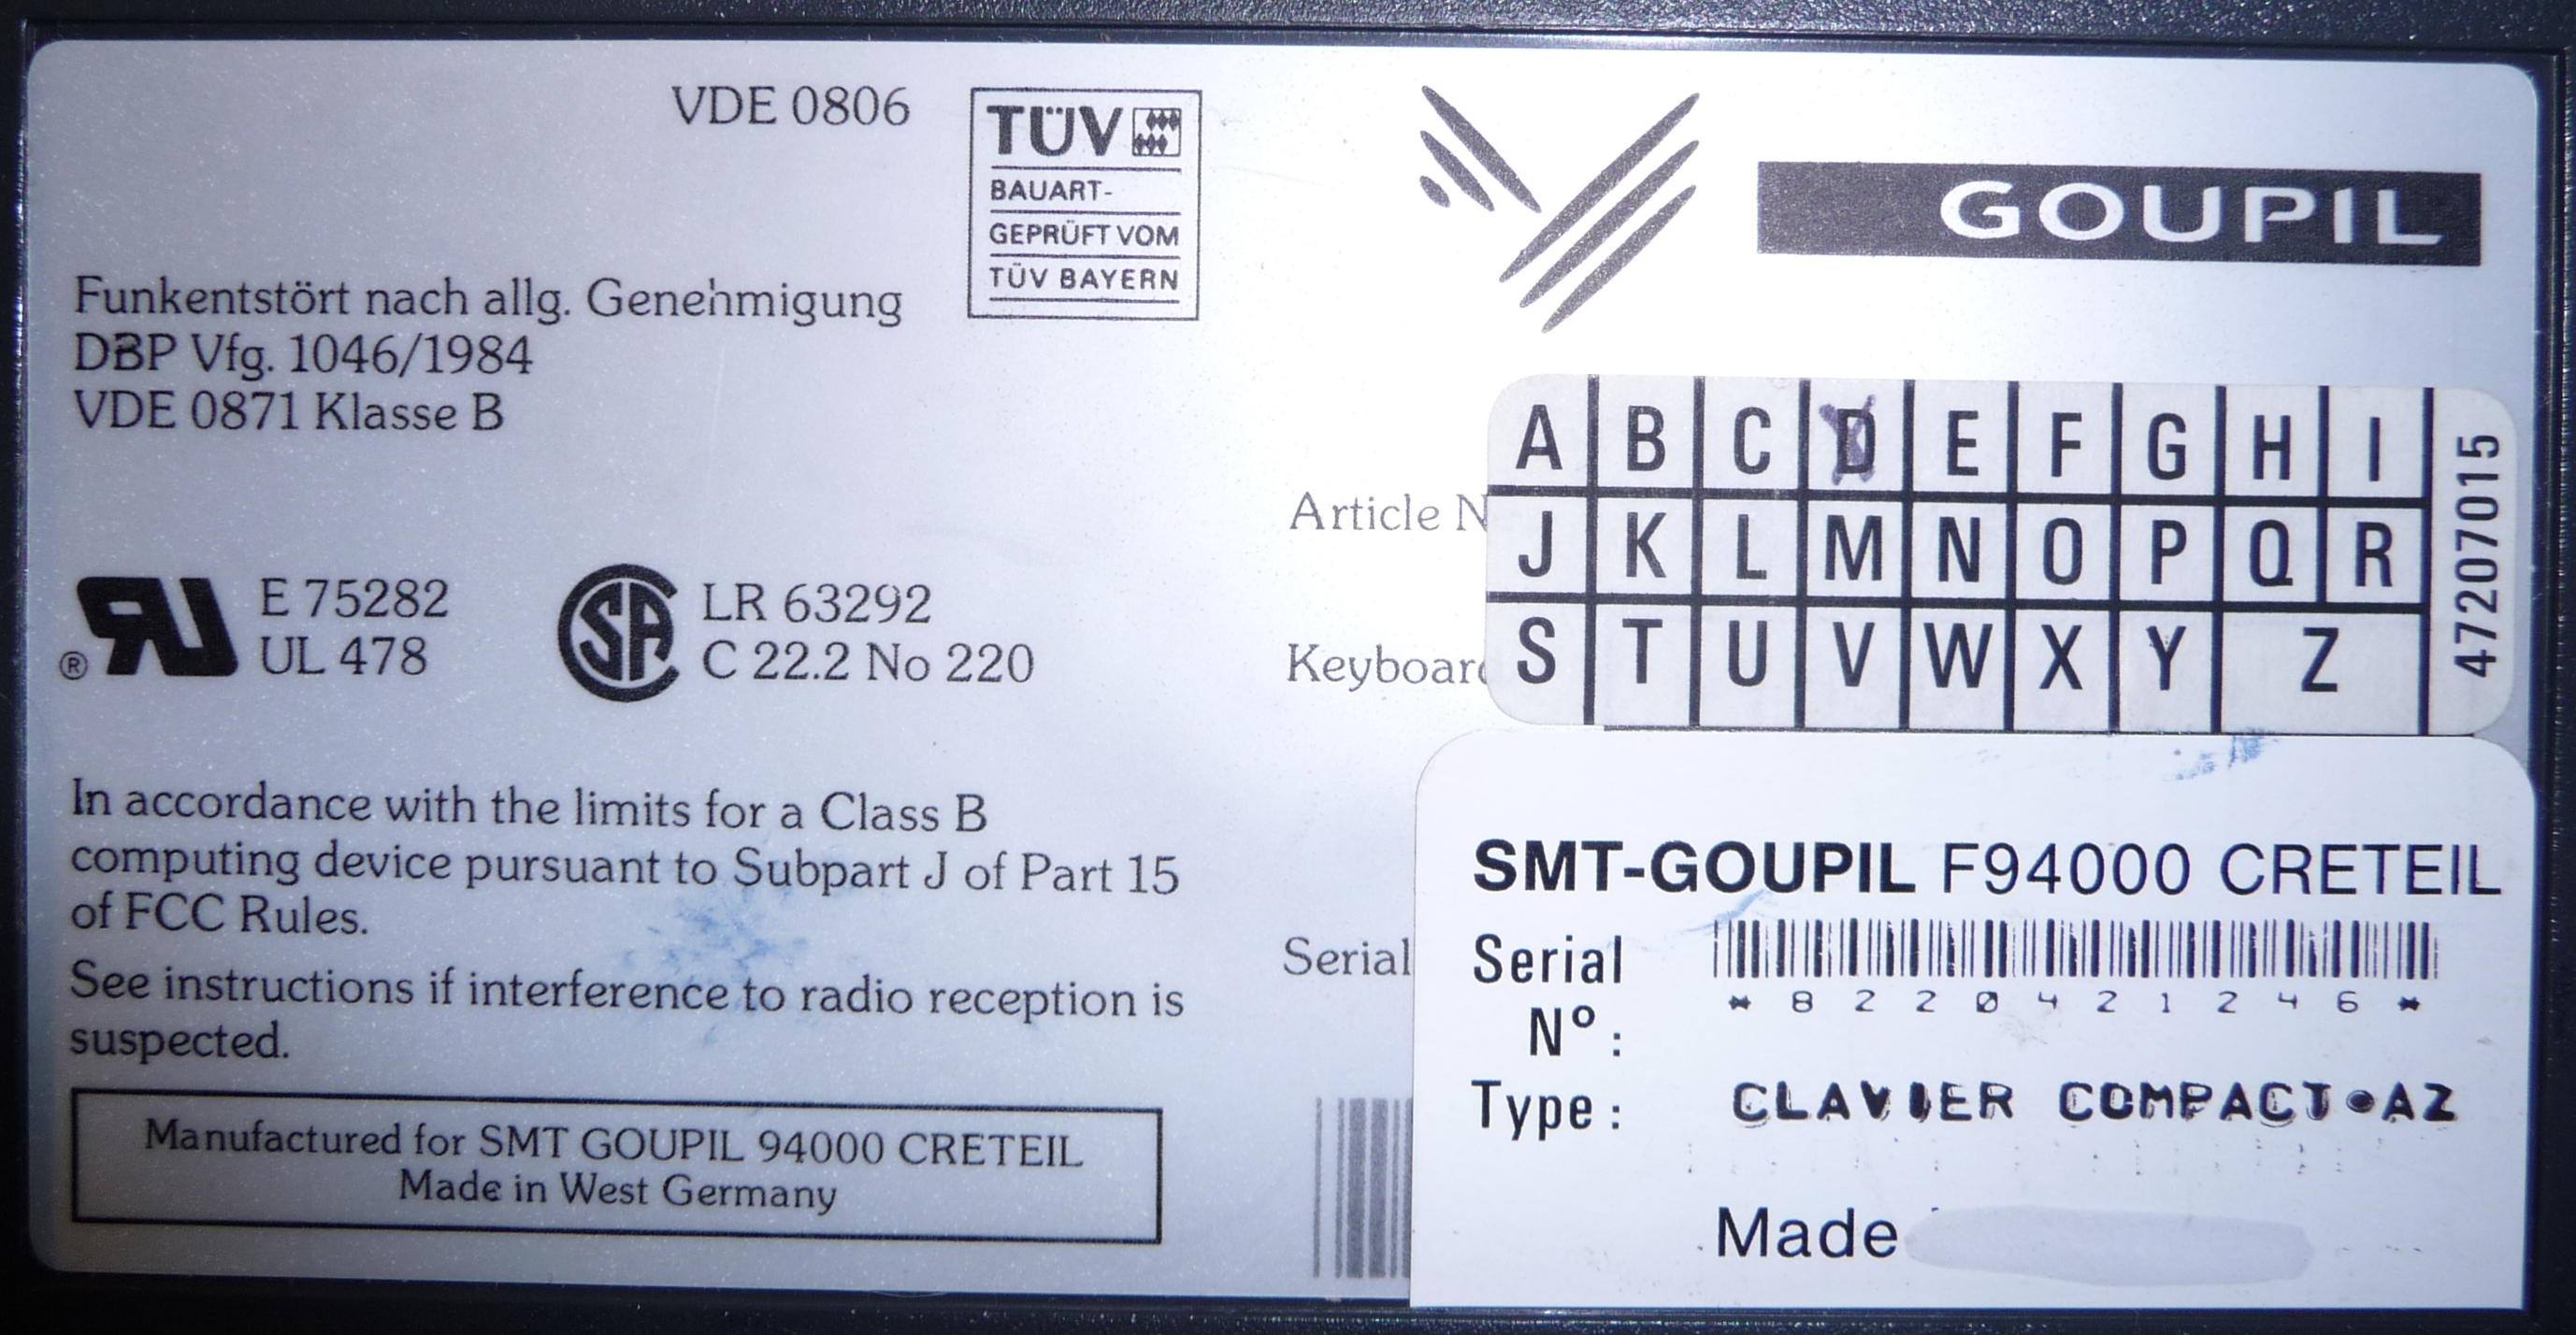 VDE 0806
TÜV
BAUART-
GEPRÜFT VOM
TÜV BAYERN
GOUPIL
Funkentstört nach allg. Genehmigung
DBP Vfg. 1046/1984
VDE 0871 Klasse B
E 75282
UL 478
®
SA
LR 63292
C 22.2 No 220
In accordance with the limits for a Class B
computing device pursuant to Subpart J of Part 15
of FCC Rules.
See instructions if interference to radio reception is
suspected.
Manufactured for SMT GOUPIL 94000 CRETEIL
Made in West Germany
Article N
Keyboard
Serial
A B C D E F G H I
J K L M N O P Q R
S T U V W X Y Z
47207015
SMT-GOUPIL F94000 CRETEIL
Serial
N° :
*8220421246*
Type : CLAVIER COMPACT•AZ
Made